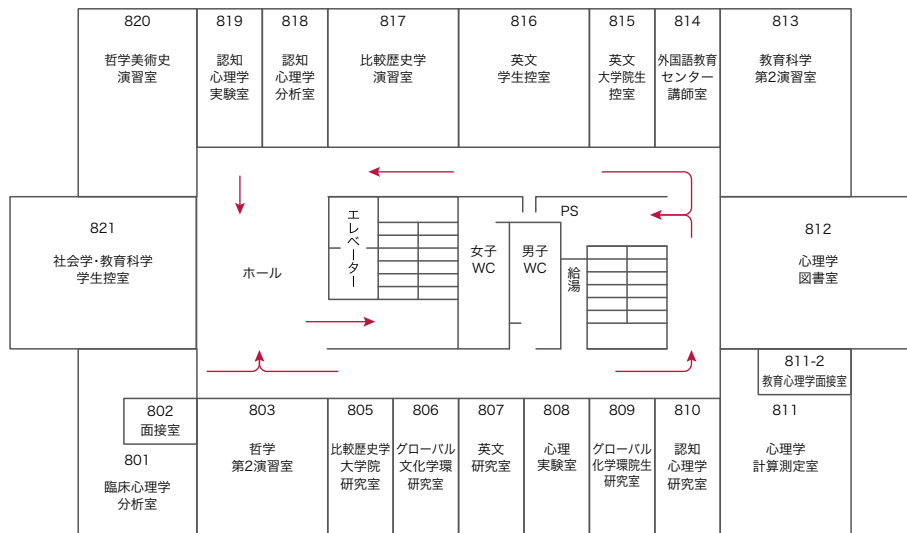 820
哲学美術史
演習室
819
認知
心理学
実験室
818
認知
心理学
分析室
817
比較歴史学
演習室
816
英文
学生控室
815
英文
大学院生
控室
814
外国語教育
センター
講師室
813
教育科学
第2演習室
821
社会学・教育科学
学生控室
ホール
エレベーター
女子
WC
男子
WC
PS
給湯
812
心理学
図書室
811-2
教育心理学面接室
802
面接室
801
臨床心理学
分析室
803
哲学
第2演習室
805
比較歴史学
大学院
研究室
806
グローバル
文化学環
研究室
807
英文
研究室
808
心理
実験室
809
グローバル
化学環院生
研究室
810
認知
心理学
研究室
811
心理学
計算測定室